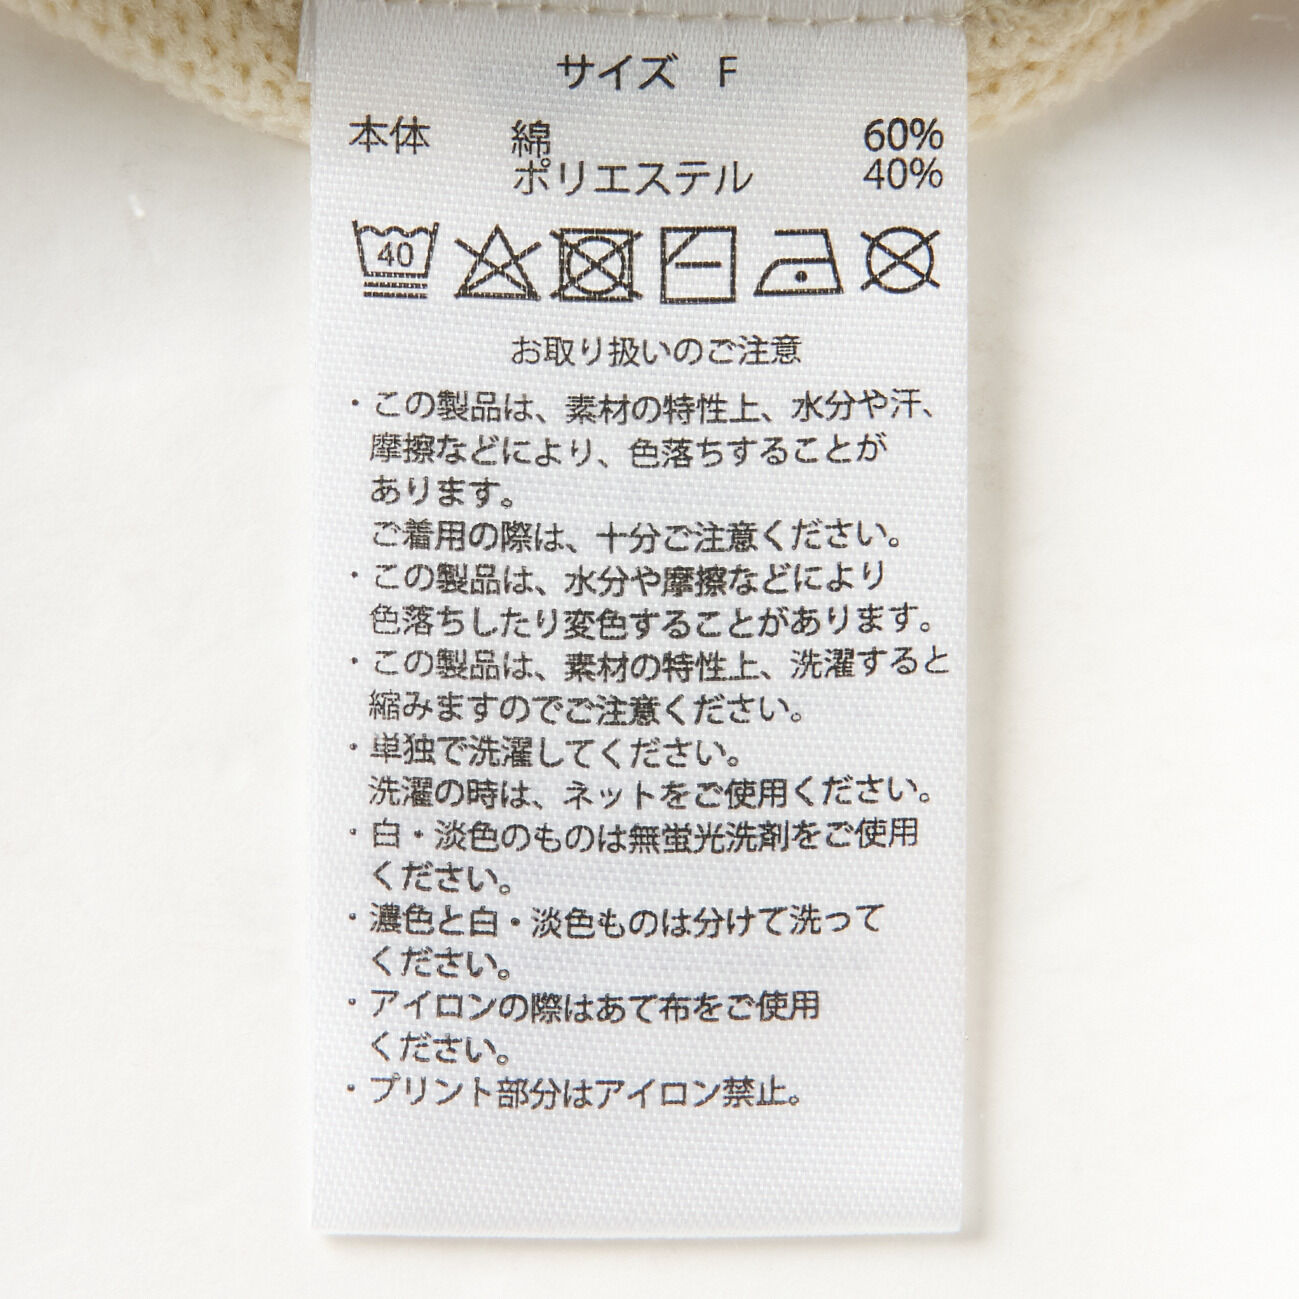 サイズ F
本体 綿 60%
ポリエステル 40%
40
お取り扱いのご注意
・この製品は、素材の特性上、水分や汗、
摩擦などにより、色落ちすることが
あります。
ご着用の際は、十分ご注意ください。
・この製品は、水分や摩擦などにより
色落ちしたり変色することがあります。
・この製品は、素材の特性上、洗濯すると
縮みますのでご注意ください。
・単独で洗濯してください。
洗濯の時は、ネットをご使用ください。
・白・淡色のものは無蛍光洗剤をご使用
ください。
・濃色と白・淡色ものは分けて洗って
ください。
・アイロンの際はあて布をご使用
ください。
・プリント部分はアイロン禁止。